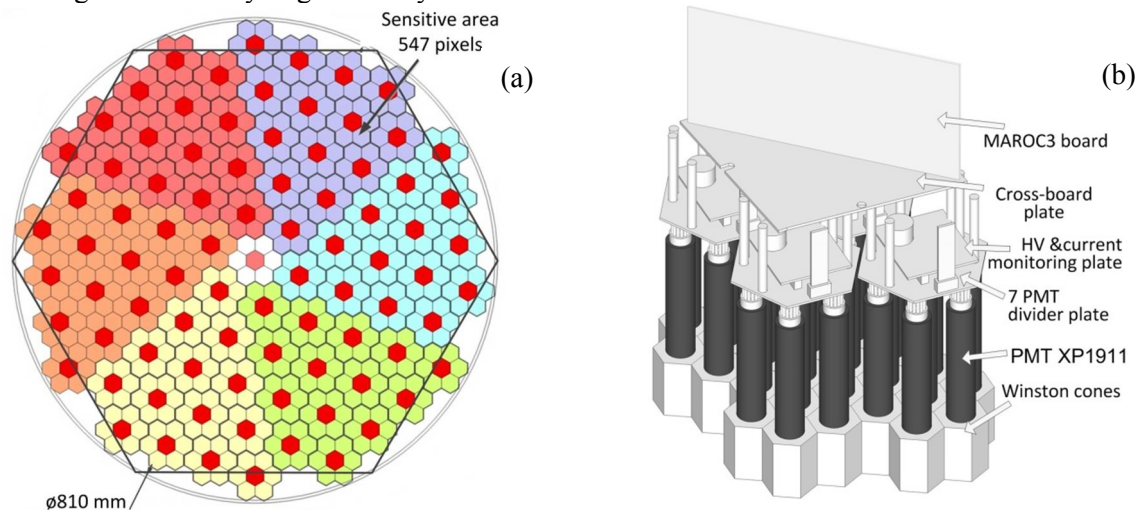 Sensitive area
547 pixels
(a)
ø810 mm
(b)
MAROC3 board
Cross-board
plate
HV &current
monitoring plate
7 PMT
divider plate
PMT XP1911
Winston cones